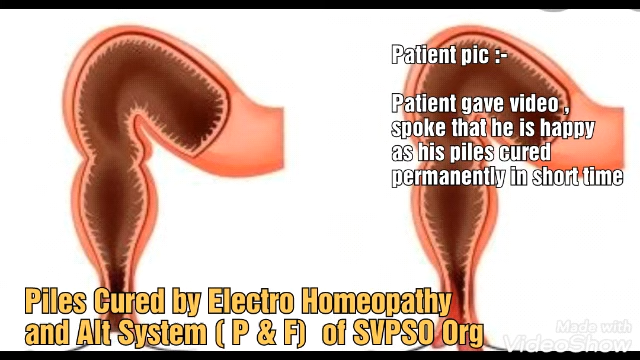 Patient pic :-
Patient gave video ,
spoke that he is happy
as his piles cured
permanently in short time
Piles Cured by Electro Homeopathy
and Alt System ( P & F) of SVPSO Org
Made with
VideoShow